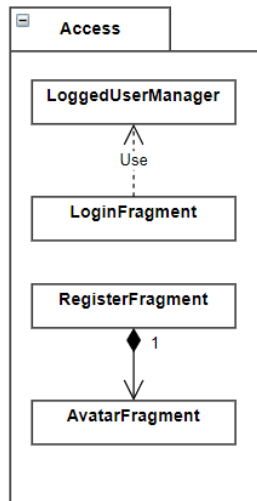 Access
LoggedUserManager
Use
LoginFragment
RegisterFragment
1
AvatarFragment